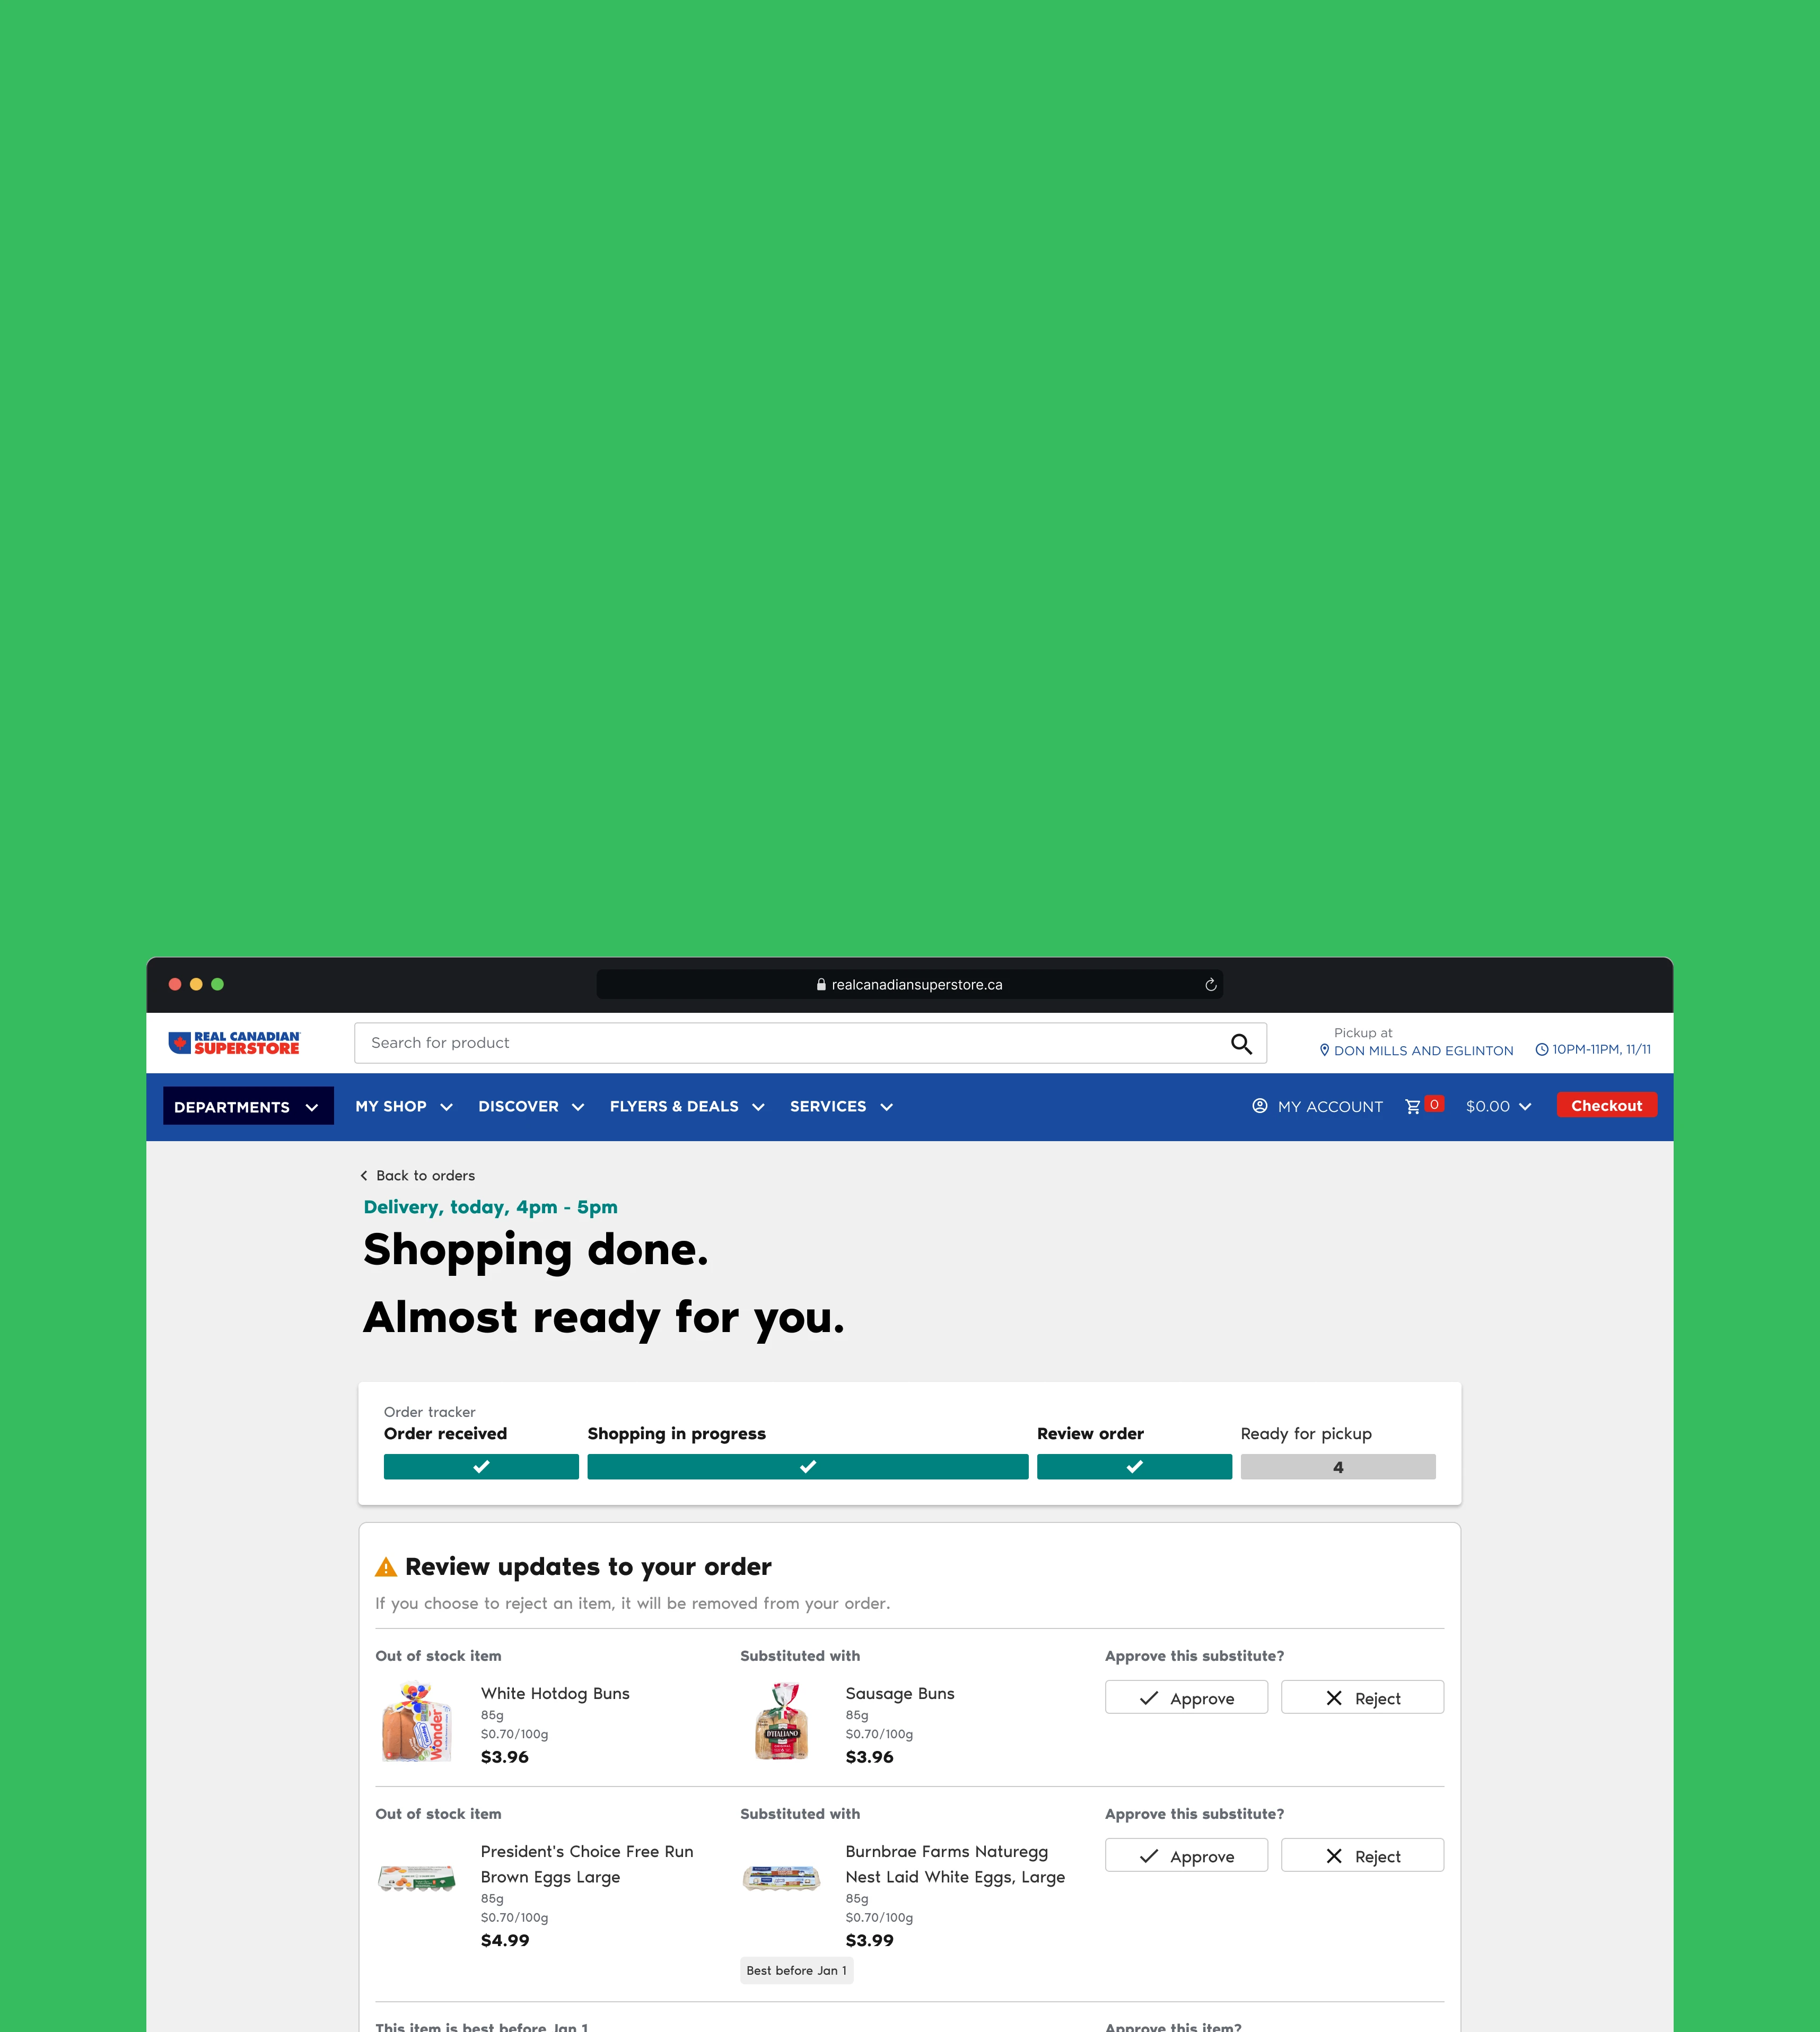 realcanadiansuperstore.ca
REAL CANADIAN
SUPERSTORE
Search for product
Pickup at
DON MILLS AND EGLINTON
10PM-11PM, 11/11
DEPARTMENTS
MY SHOP
DISCOVER
FLYERS & DEALS
SERVICES
MY ACCOUNT
0
$0.00
Checkout
Back to orders
Delivery, today, 4pm - 5pm
Shopping done.
Almost ready for you.
Order tracker
Order received
Shopping in progress
Review order
Ready for pickup
4
Review updates to your order
If you choose to reject an item, it will be removed from your order.
Out of stock item
Substituted with
Approve this substitute?
Wonder
White Hotdog Buns
85g
$0.70/100g
$3.96
D'ITALIANO
Sausage Buns
85g
$0.70/100g
$3.96
Approve
Reject
Out of stock item
Substituted with
Approve this substitute?
President's Choice Free Run
Brown Eggs Large
85g
$0.70/100g
$4.99
Burnbrae Farms Naturegg
Nest Laid White Eggs, Large
85g
$0.70/100g
$3.99
Best before Jan 1
Approve
Reject
This item is best before Jan 1
Approve this item?